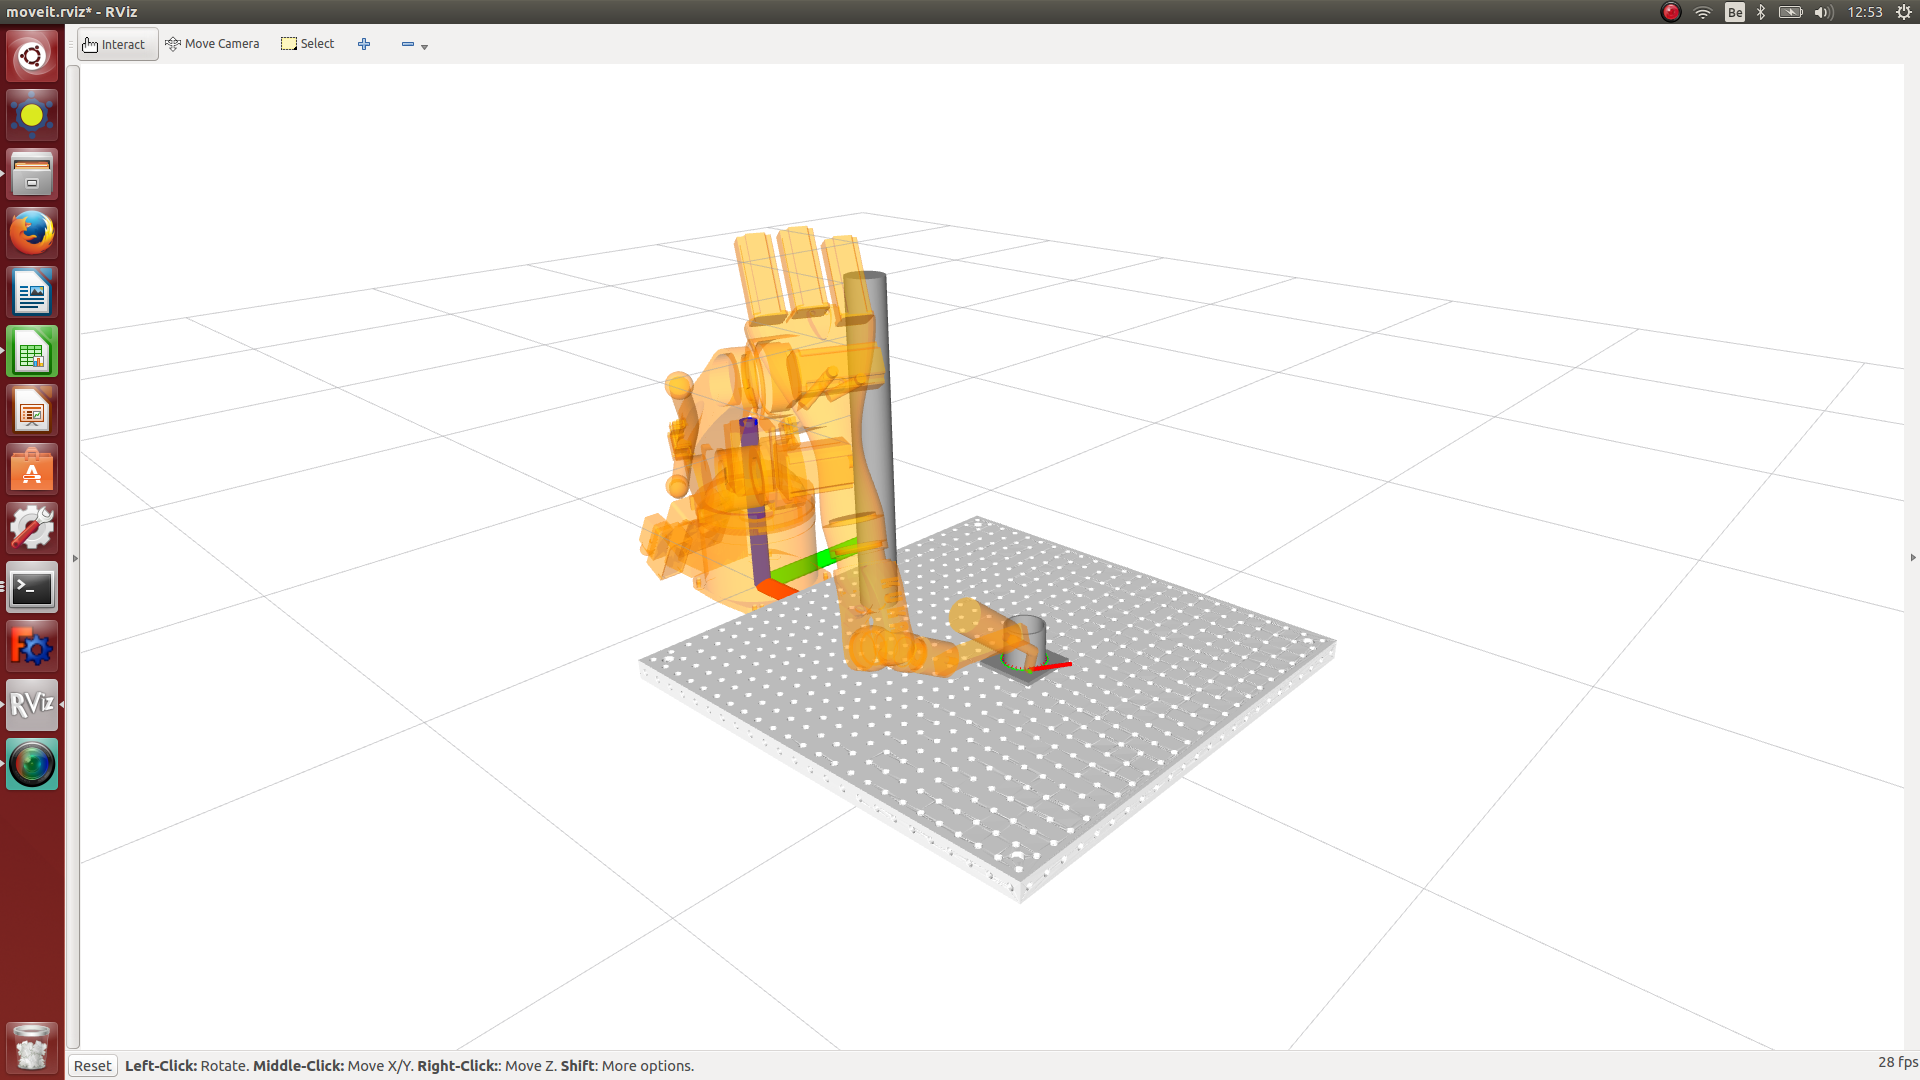 moveit.rviz* - RViz
Be
12:53
Interact
Move Camera
Select
A
>_
F
RViz
Reset
Left-Click: Rotate. Middle-Click: Move X/Y. Right-Click:: Move Z. Shift: More options.
28 fps